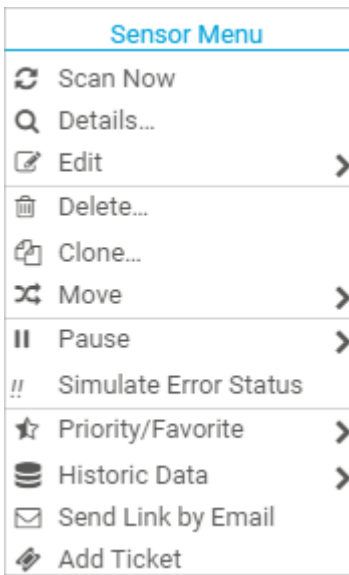 Sensor Menu
Scan Now
Details...
Edit
Delete...
Clone...
Move
Pause
!! Simulate Error Status
Priority/Favorite
Historic Data
Send Link by Email
Add Ticket